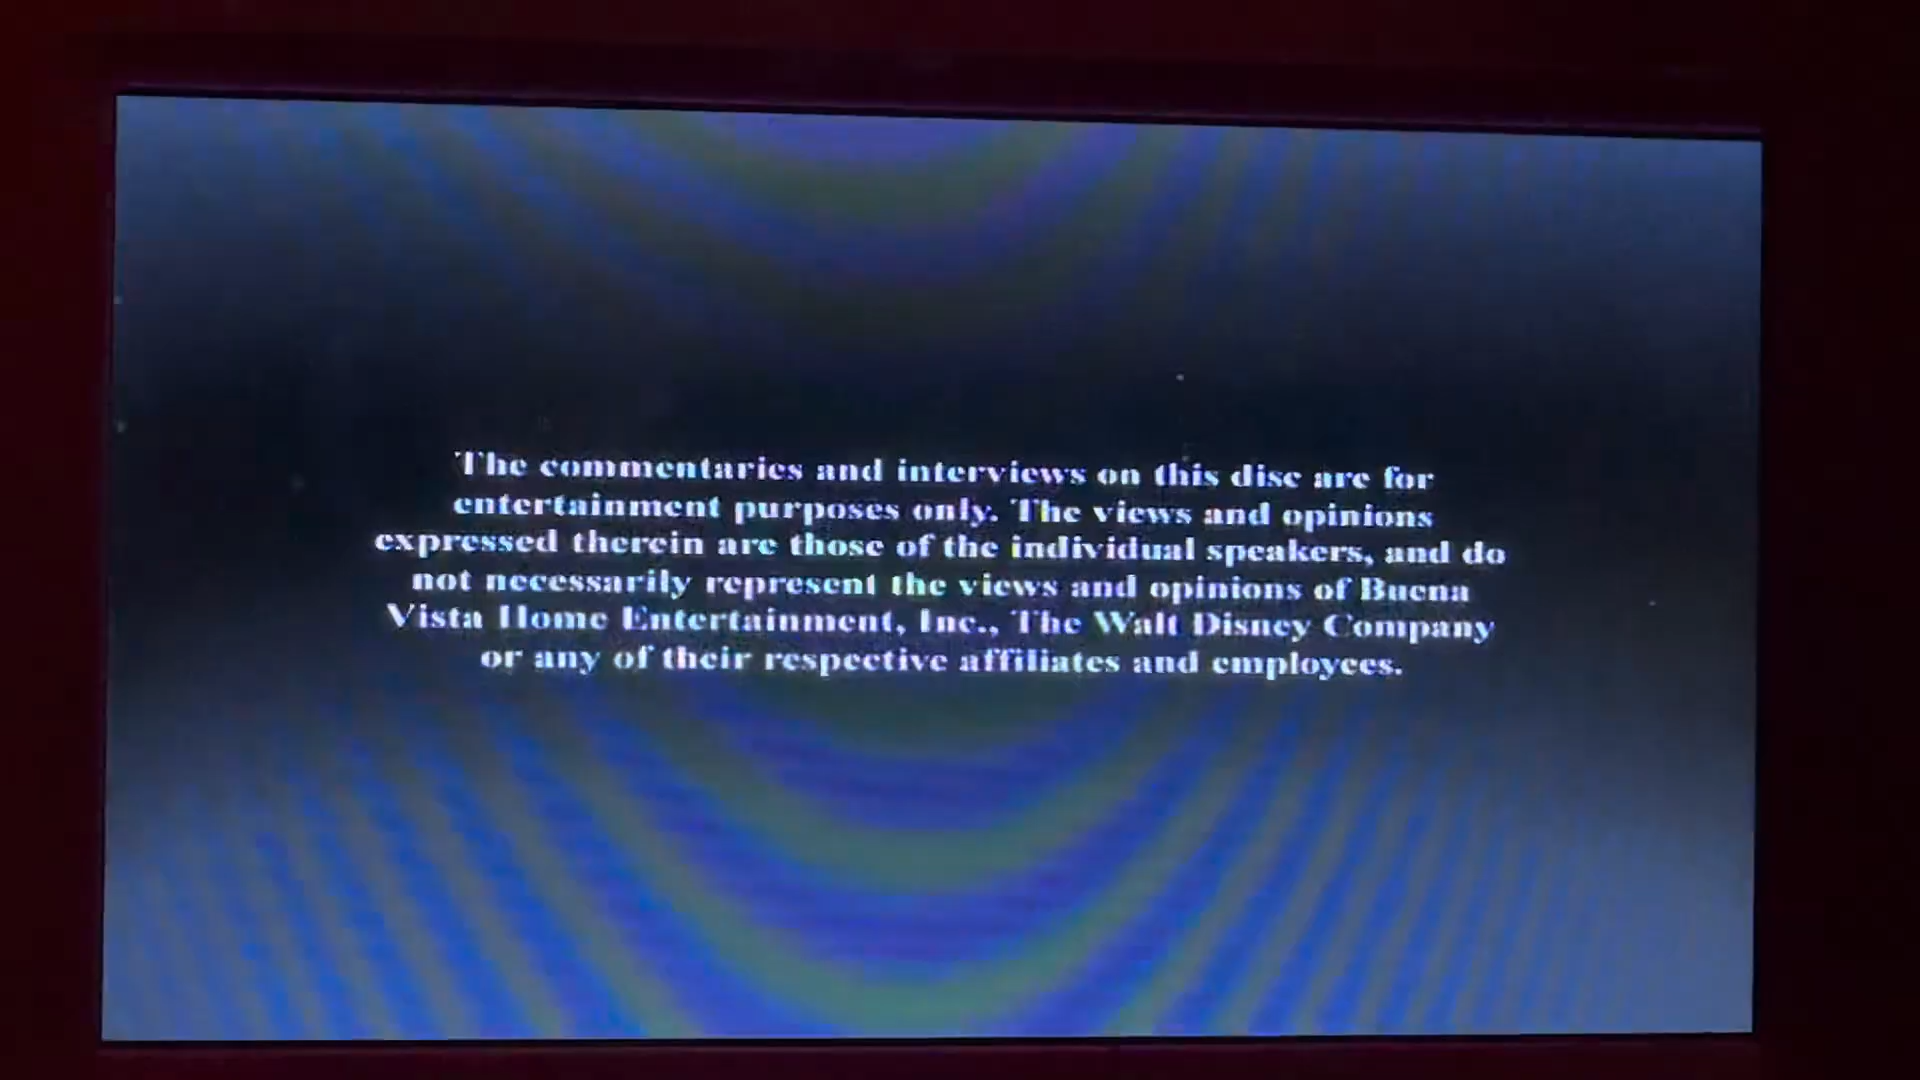 The commentaries and interviews on this disc are for
entertainment purposes only. The views and opinions
expressed therein are those of the individual speakers, and do
not necessarily represent the views and opinions of Buena
Vista Home Entertainment, Inc., The Walt Disney Company
or any of their respective affiliates and employees.